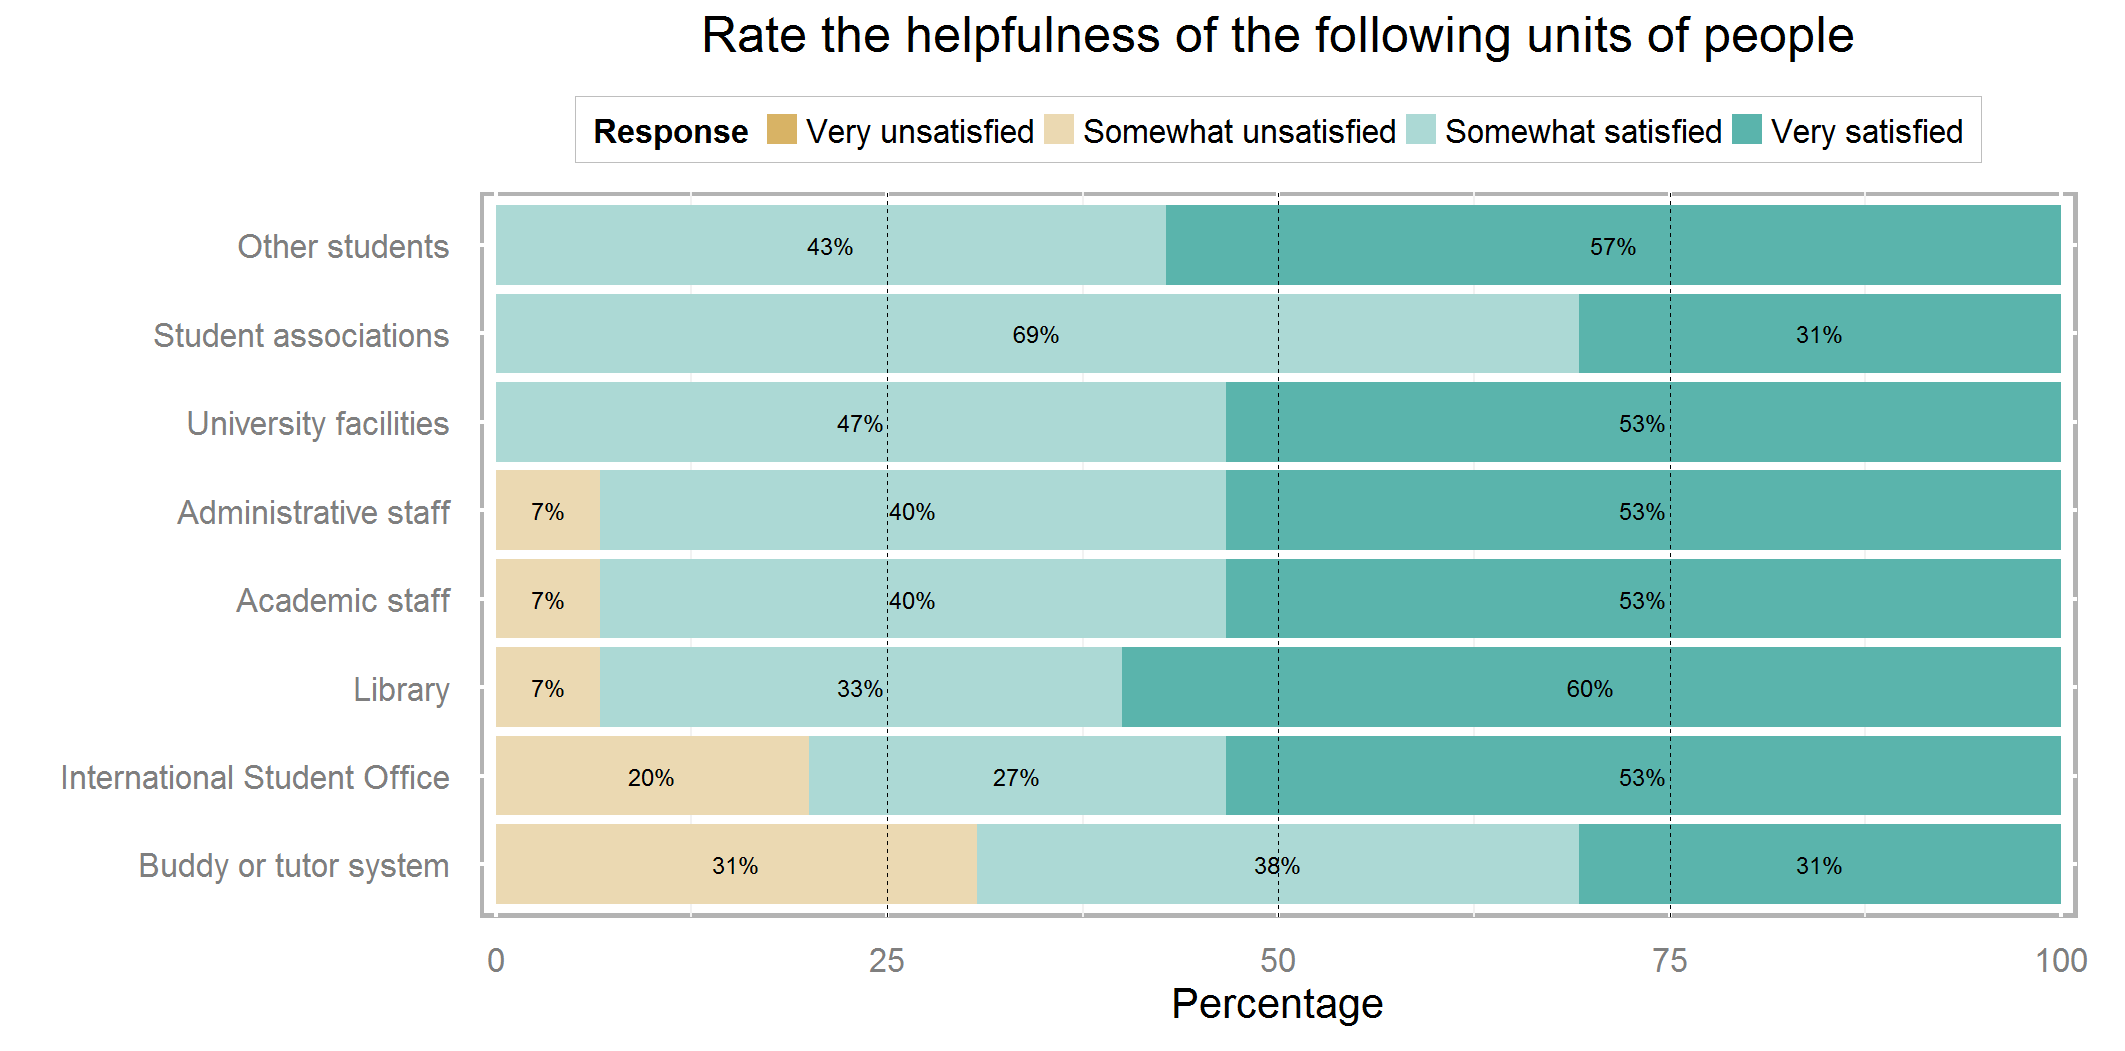 Rate the helpfulness of the following units of people
Response Very unsatisfied Somewhat unsatisfied Somewhat satisfied Very satisfied
Other students 43% 57%
Student associations 69% 31%
University facilities 47% 53%
Administrative staff 7% 40% 53%
Academic staff 7% 40% 53%
Library 7% 33% 60%
International Student Office 20% 27% 53%
Buddy or tutor system 31% 38% 31%
0 25 50 75 100
Percentage